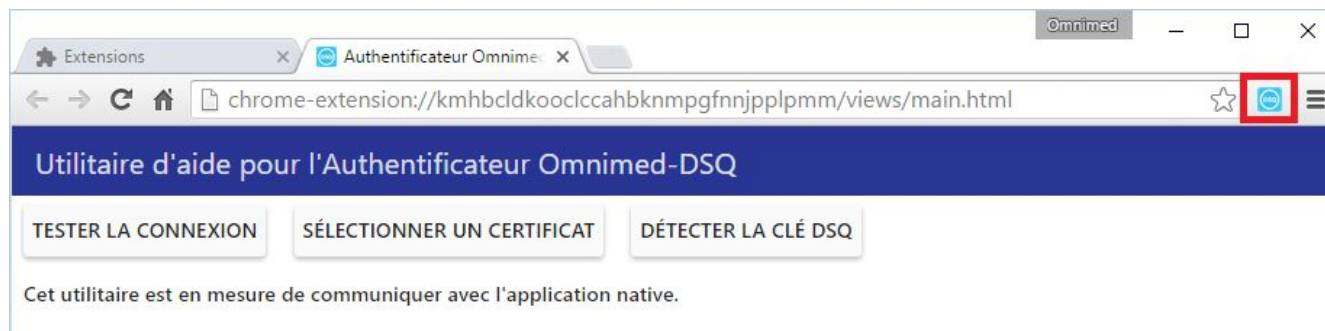 Omnimed
Extensions
Authentificateur Omnimed
chrome-extension://kmhbcldkooclccahbknmpgfnnjpplpmm/views/main.html
DSQ
Utilitaire d'aide pour l'Authentificateur Omnimed-DSQ
TESTER LA CONNEXION SÉLECTIONNER UN CERTIFICAT DÉTECTER LA CLÉ DSQ
Cet utilitaire est en mesure de communiquer avec l'application native.